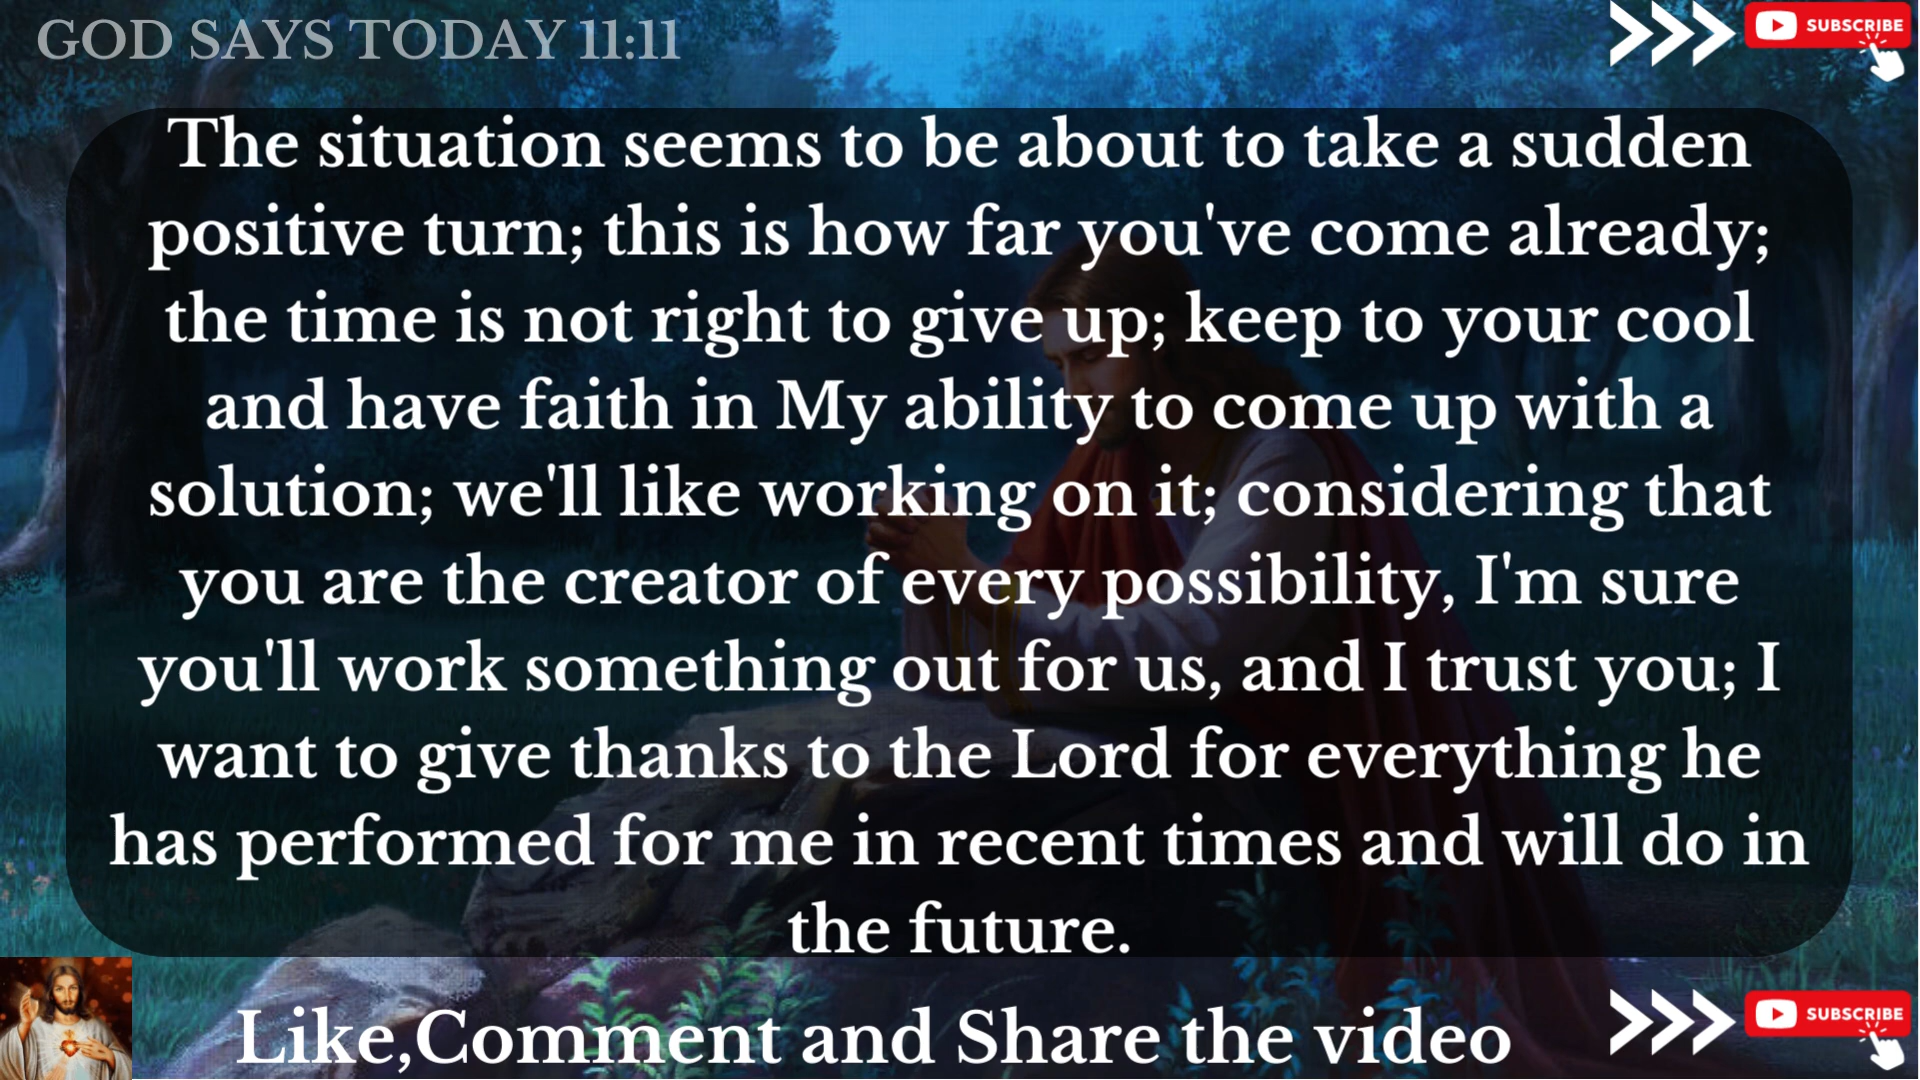 GOD SAYS TODAY 11:11
SUBSCRIBE
The situation seems to be about to take a sudden
positive turn; this is how far you've come already;
the time is not right to give up; keep to your cool
and have faith in My ability to come up with a
solution; we'll like working on it; considering that
you are the creator of every possibility, I'm sure
you'll work something out for us, and I trust you; I
want to give thanks to the Lord for everything he
has performed for me in recent times and will do in
the future.
Like,Comment and Share the video
SUBSCRIBE